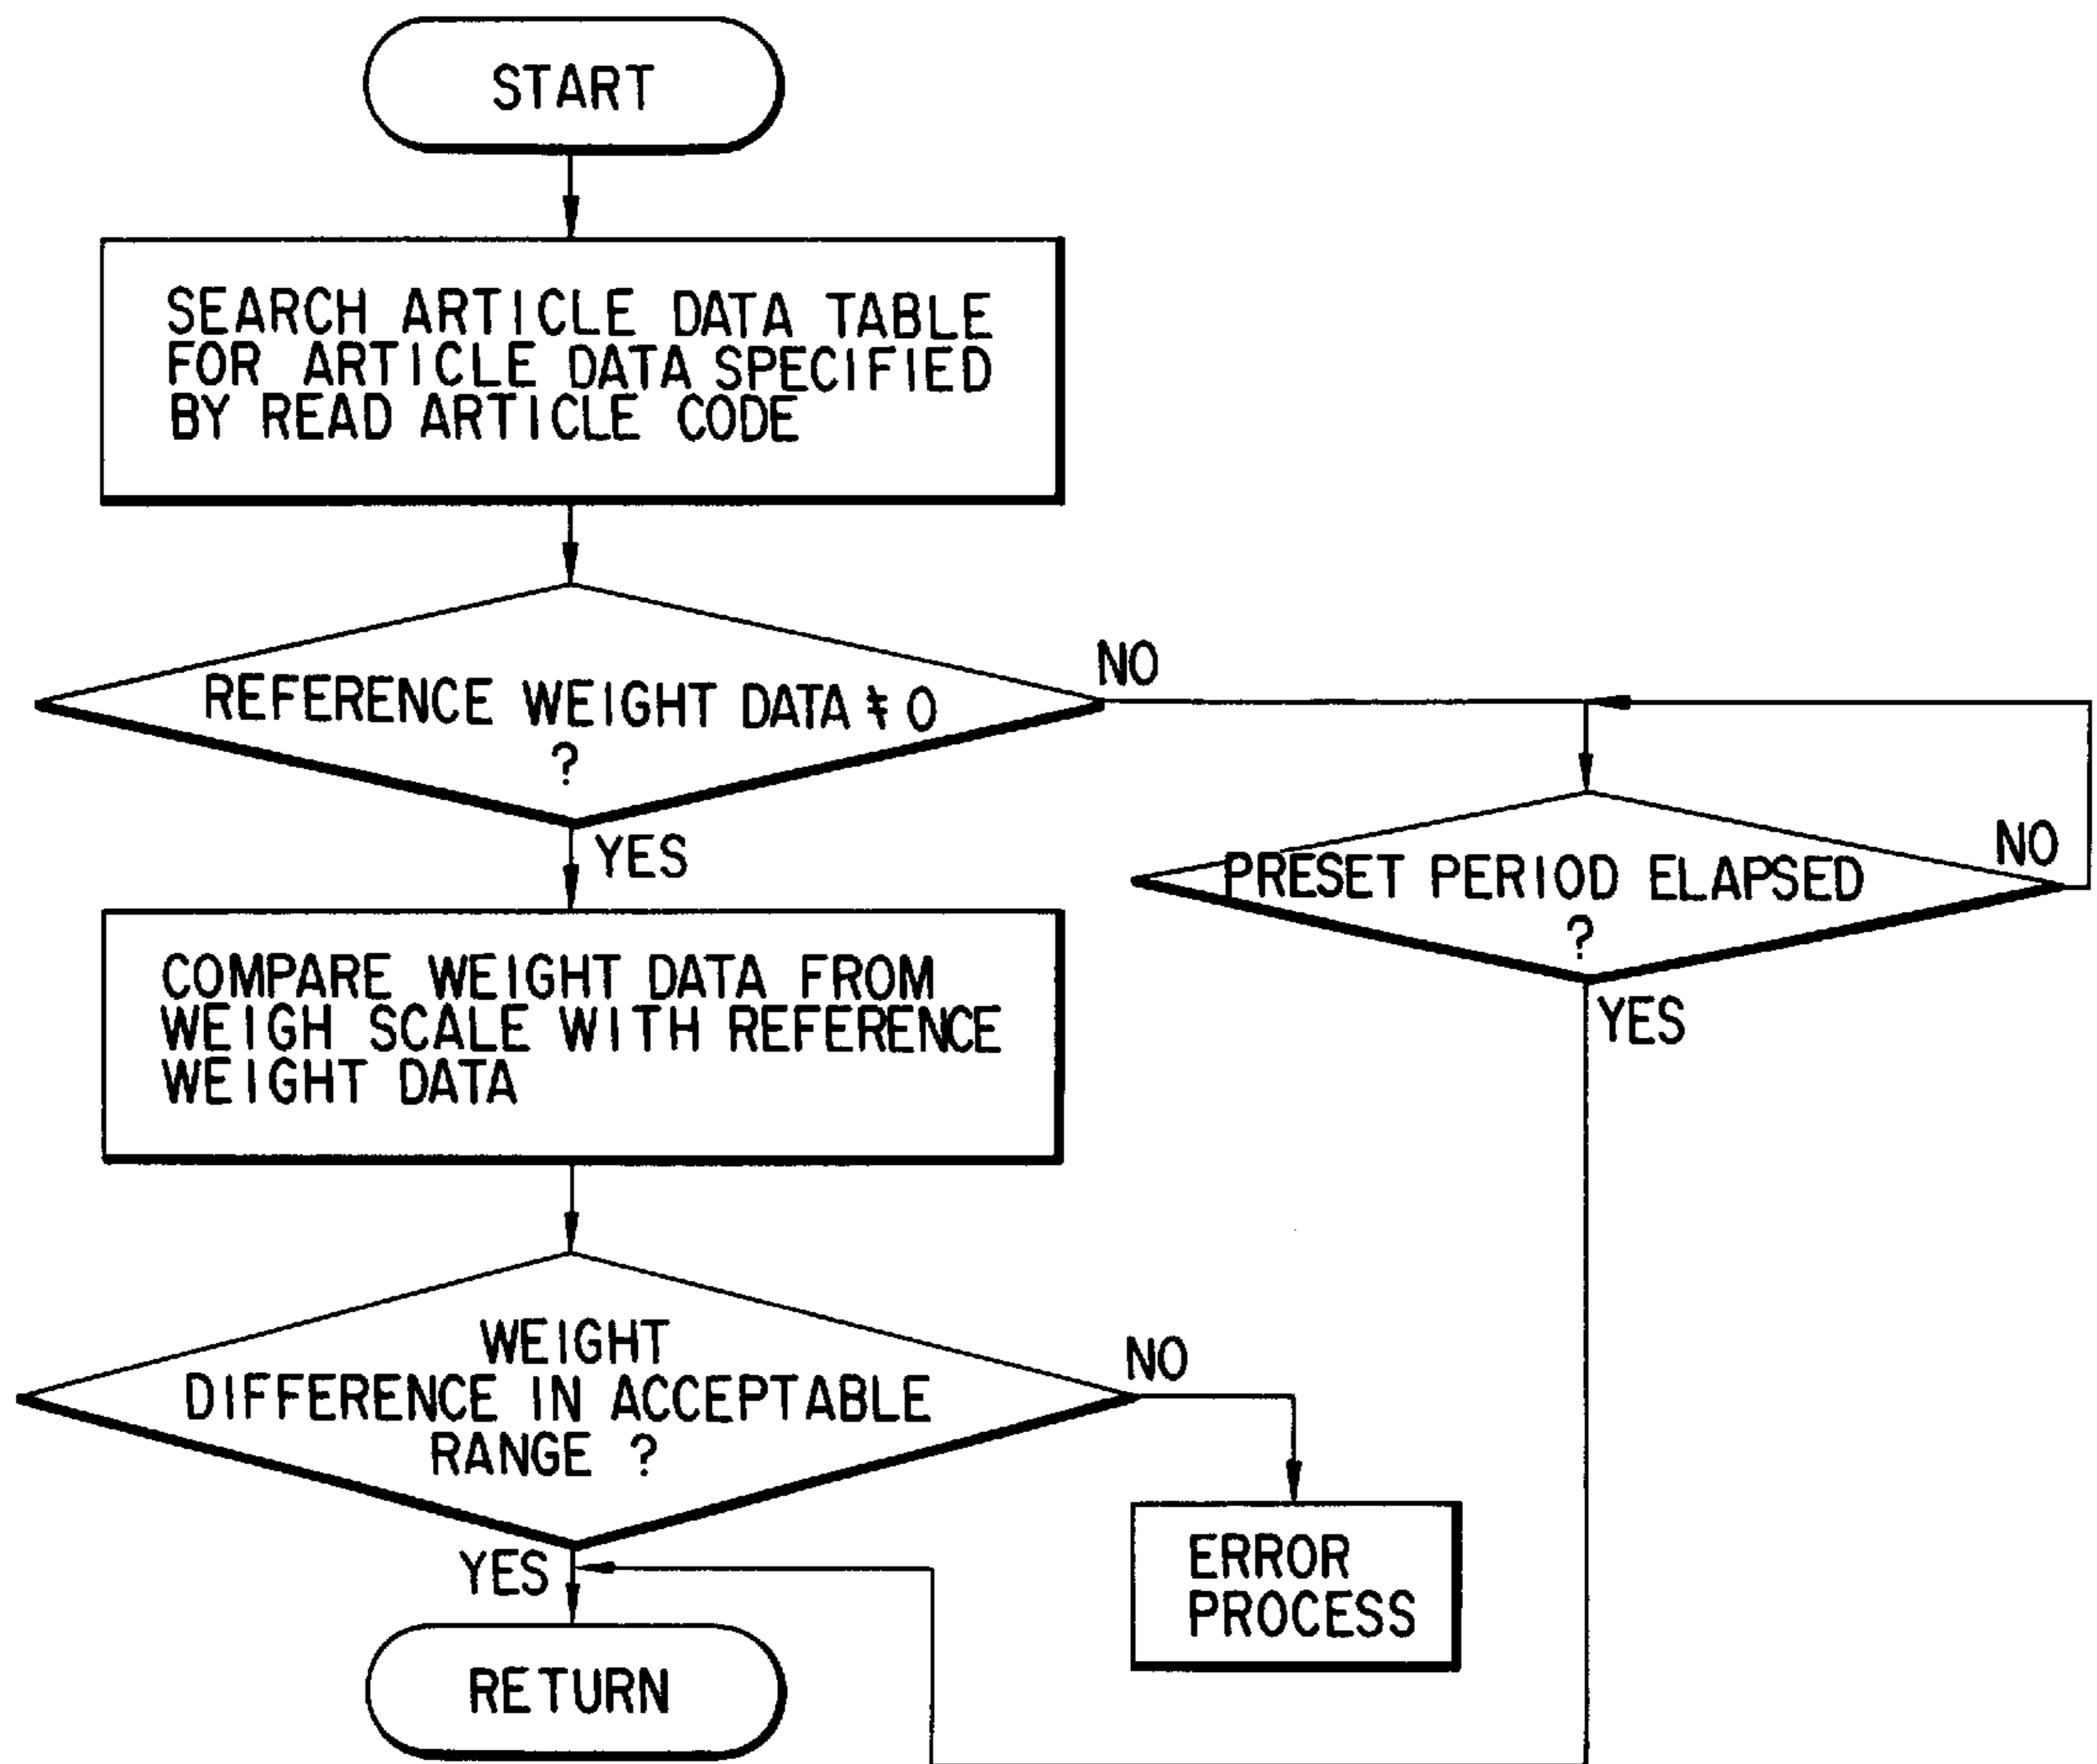 START
SEARCH ARTICLE DATA TABLE
FOR ARTICLE DATA SPECIFIED
BY READ ARTICLE CODE
REFERENCE WEIGHT DATA ≠ 0
?
NO
YES
PRESET PERIOD ELAPSED
?
NO
YES
COMPARE WEIGHT DATA FROM
WEIGH SCALE WITH REFERENCE
WEIGHT DATA
WEIGHT
DIFFERENCE IN ACCEPTABLE
RANGE ?
NO
YES
ERROR
PROCESS
RETURN